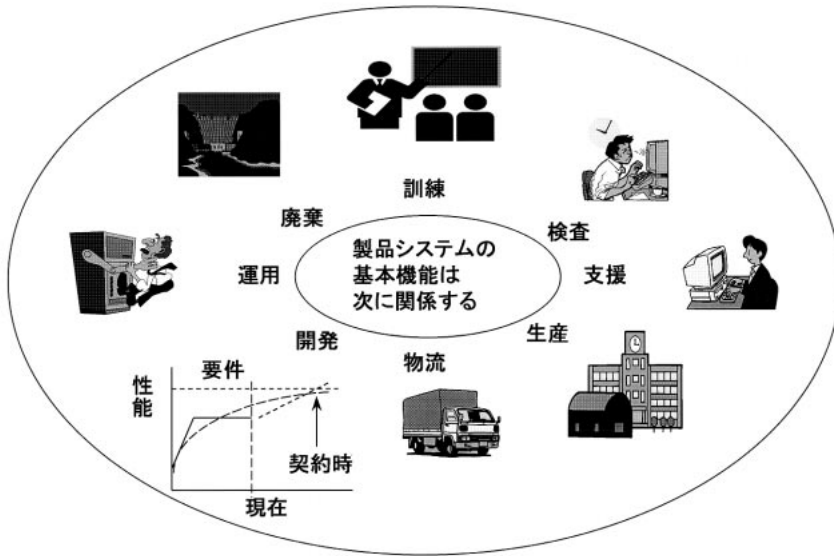 訓練
廃棄
検査
製品システムの
基本機能は
次に関係する
運用
支援
開発
生産
物流
要件
性能
契約時
現在